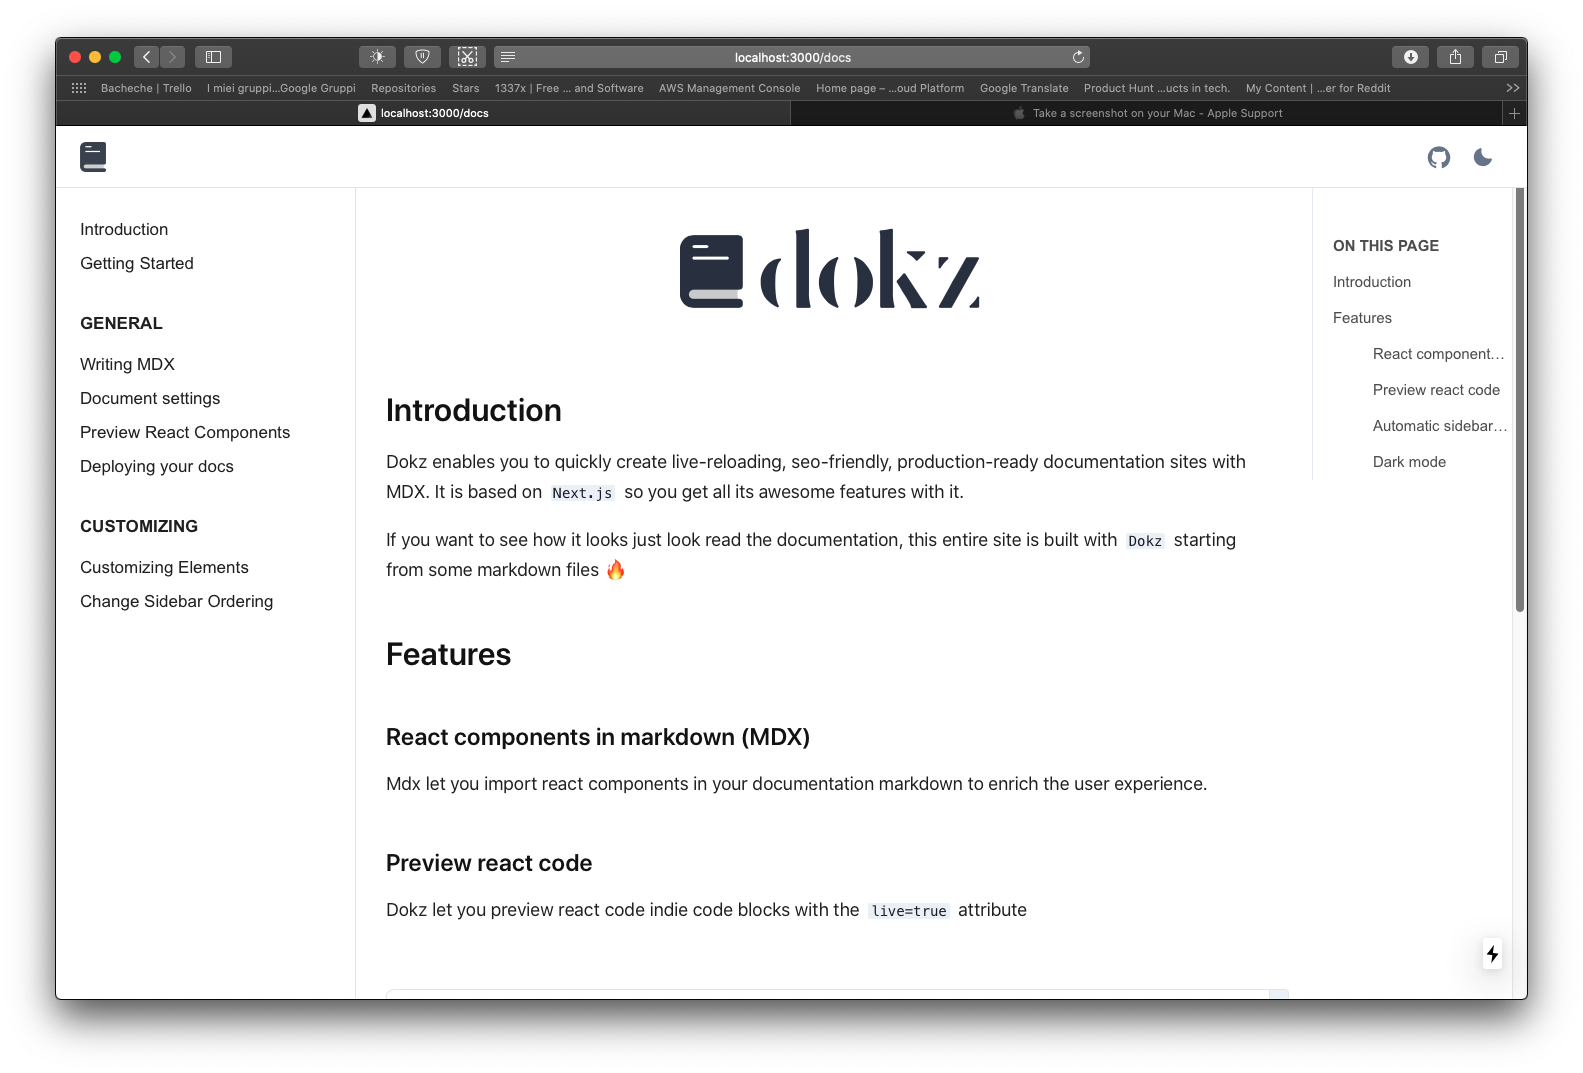 localhost:3000/docs
Bacheche | Trello I miei gruppi...Google Gruppi Repositories Stars 1337x | Free ... and Software AWS Management Console Home page – ...oud Platform Google Translate Product Hunt ...ucts in tech. My Content | ...er for Reddit >>
localhost:3000/docs Take a screenshot on your Mac - Apple Support
Introduction
Getting Started
GENERAL
Writing MDX
Document settings
Preview React Components
Deploying your docs
CUSTOMIZING
Customizing Elements
Change Sidebar Ordering
dokz
Introduction
Dokz enables you to quickly create live-reloading, seo-friendly, production-ready documentation sites with
MDX. It is based on Next.js so you get all its awesome features with it.
If you want to see how it looks just look read the documentation, this entire site is built with Dokz starting
from some markdown files 🔥
Features
React components in markdown (MDX)
Mdx let you import react components in your documentation markdown to enrich the user experience.
Preview react code
Dokz let you preview react code indie code blocks with the live=true attribute
ON THIS PAGE
Introduction
Features
React component...
Preview react code
Automatic sidebar...
Dark mode